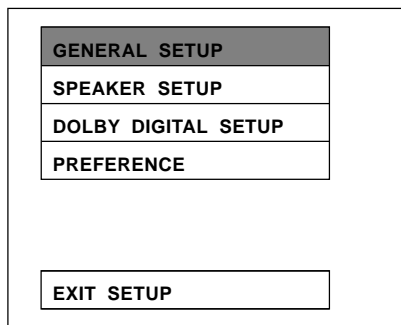 GENERAL SETUP
SPEAKER SETUP
DOLBY DIGITAL SETUP
PREFERENCE
EXIT SETUP